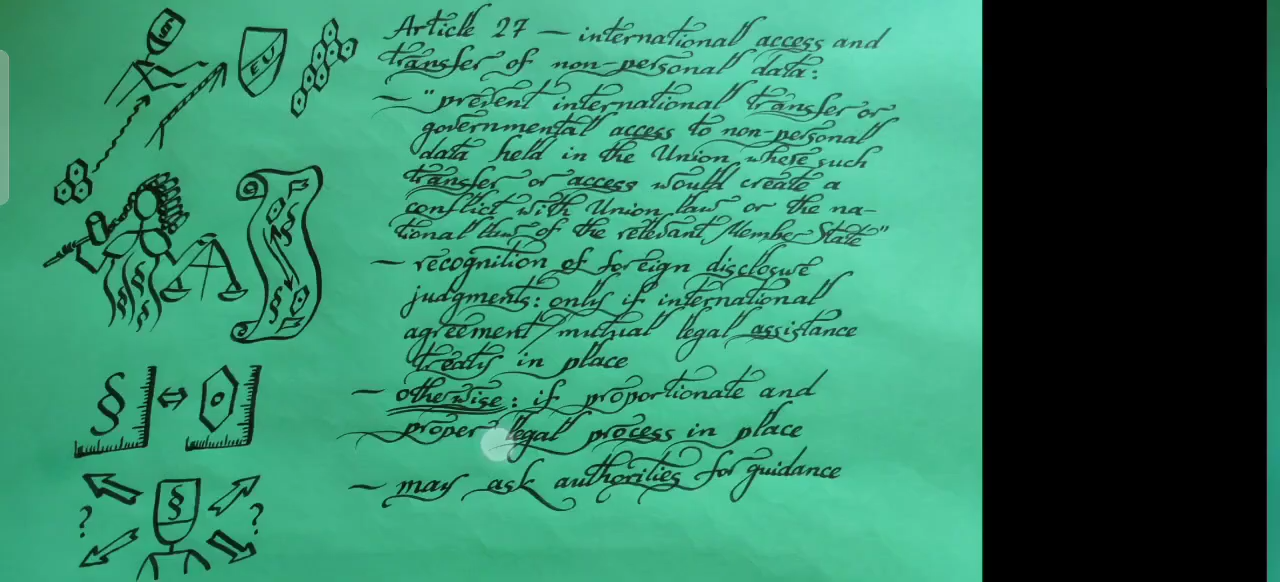 §
EU
Article 27 — international access and
transfer of non-personal data:
— "prevent international transfer or
governmental access to non-personal
data held in the Union where such
transfer or access would create a
conflict with Union law or the na-
tional law of the relevant Member State"
— recognition of foreign disclosure
judgments: only if international
agreement/mutual legal assistance
treaty in place
— otherwise: if proportionate and
proper legal process in place
— may ask authorities for guidance
§ §
§ § §
§
§
? ?